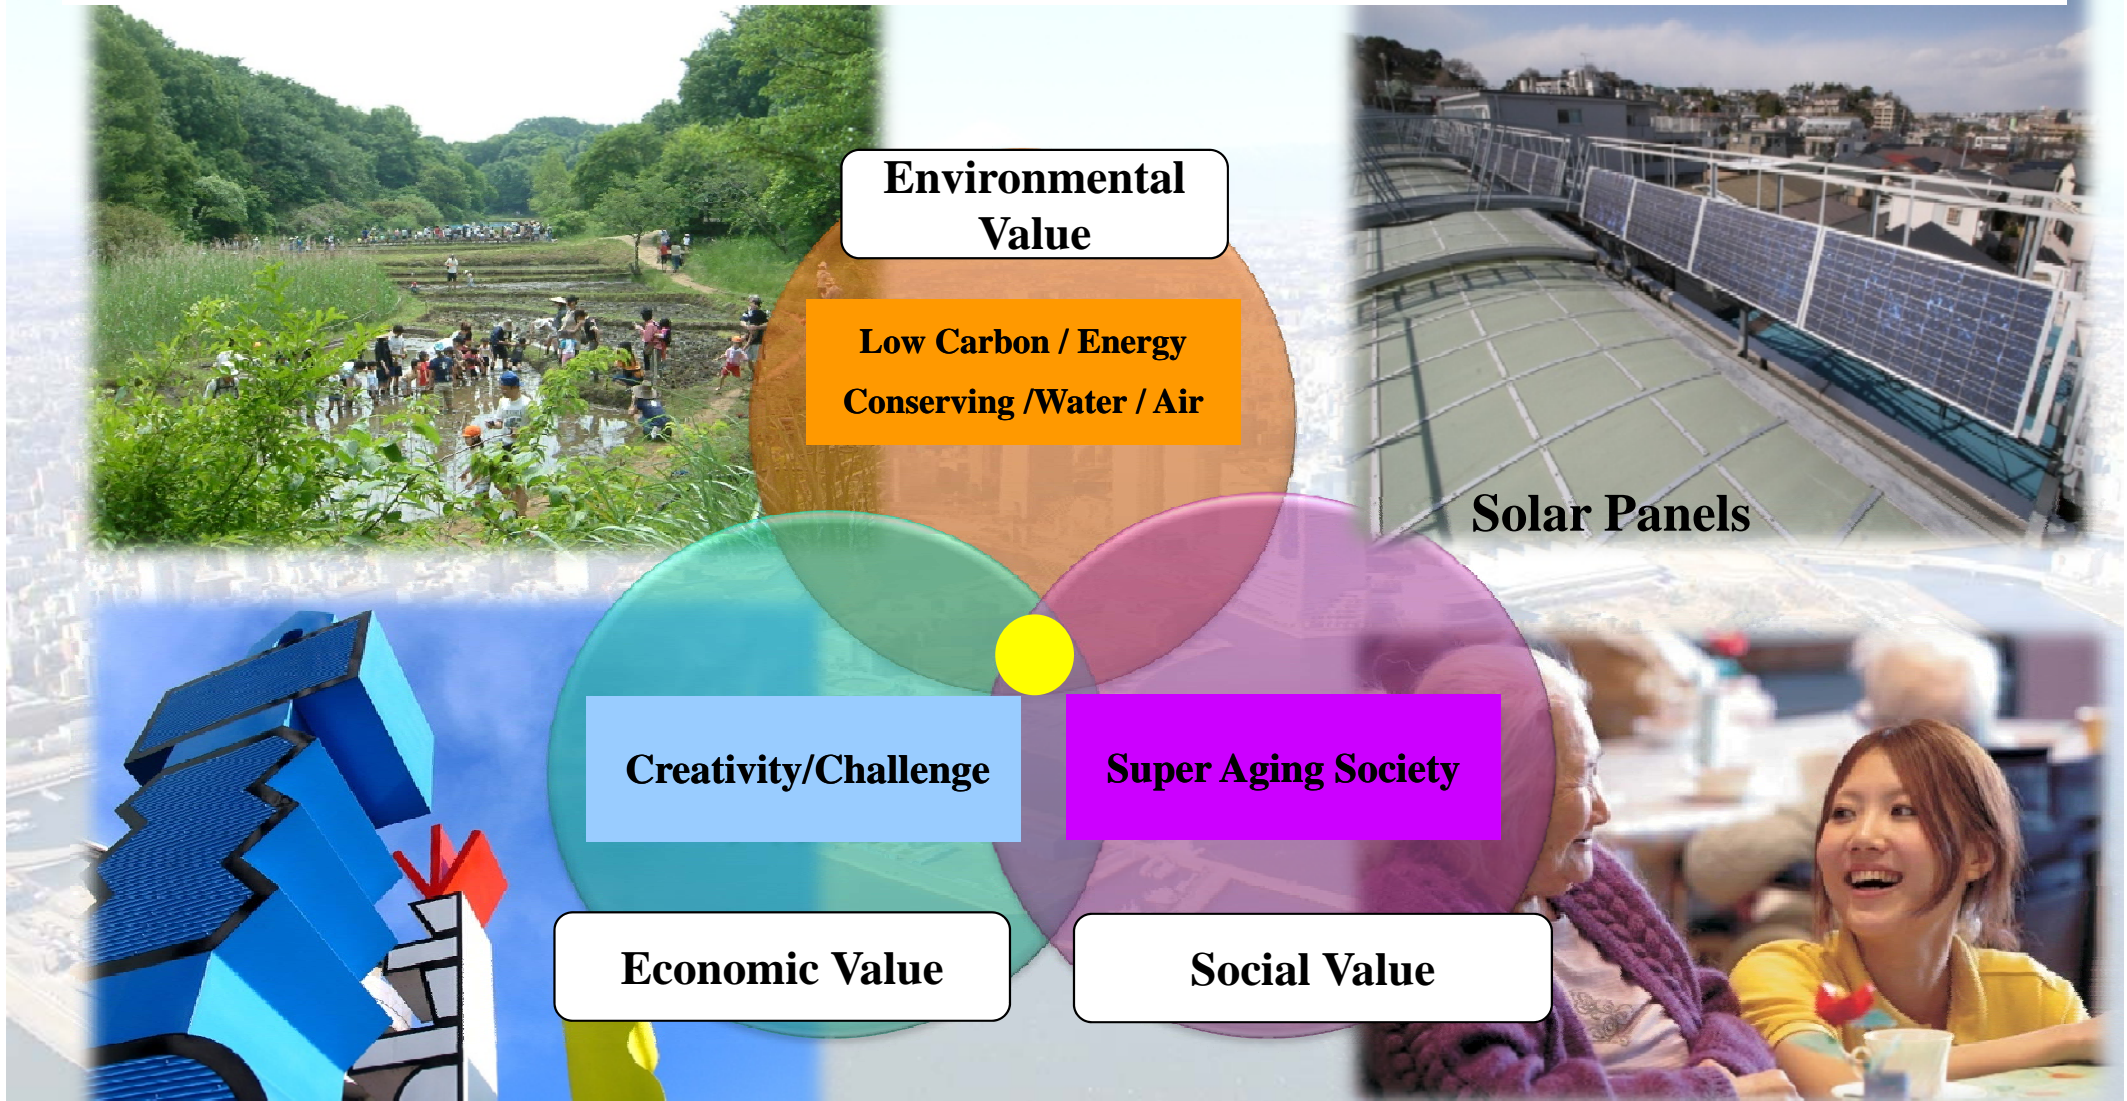 Environmental
Value
Low Carbon / Energy
Conserving /Water / Air
Solar Panels
Creativity/Challenge
Super Aging Society
Economic Value
Social Value